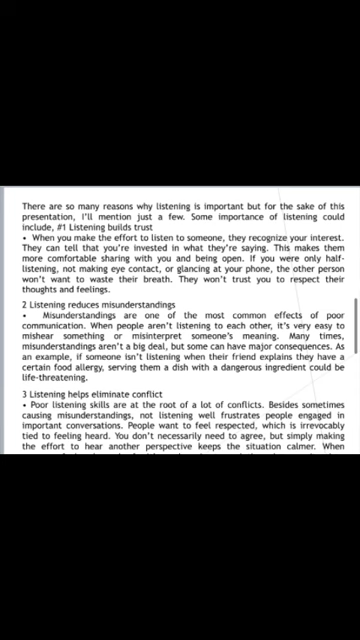 There are so many reasons why listening is important but for the sake of this
presentation, I'll mention just a few. Some importance of listening could
include, #1 Listening builds trust
• When you make the effort to listen to someone, they recognize your interest.
They can tell that you're invested in what they're saying. This makes them
more comfortable sharing with you and being open. If you were only half-
listening, not making eye contact, or glancing at your phone, the other person
won't want to waste their breath. They won't trust you to respect their
thoughts and feelings.
2 Listening reduces misunderstandings
• Misunderstandings are one of the most common effects of poor
communication. When people aren't listening to each other, it's very easy to
mishear something or misinterpret someone's meaning. Many times,
misunderstandings aren't a big deal, but some can have major consequences. As
an example, if someone isn't listening when their friend explains they have a
certain food allergy, serving them a dish with a dangerous ingredient could be
life-threatening.
3 Listening helps eliminate conflict
• Poor listening skills are at the root of a lot of conflicts. Besides sometimes
causing misunderstandings, not listening well frustrates people engaged in
important conversations. People want to feel respected, which is irrevocably
tied to feeling heard. You don't necessarily need to agree, but simply making
the effort to hear another perspective keeps the situation calmer. When